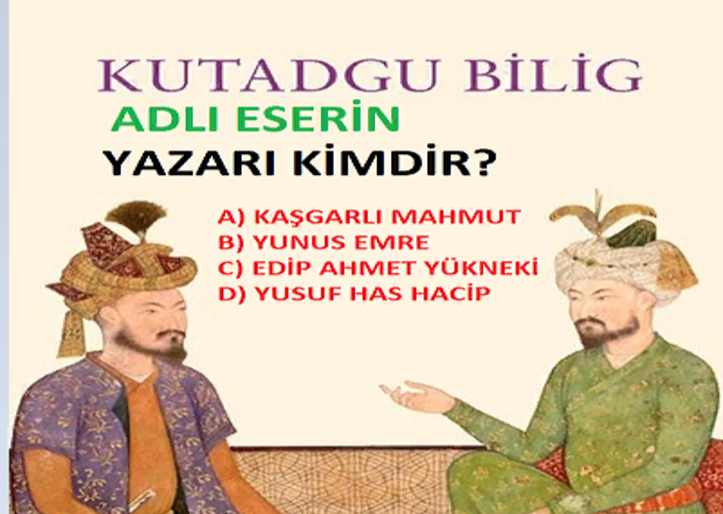 KUTADGU BİLİG
ADLI ESERİN
YAZARI KİMDİR?
A) KAŞGARLI MAHMUT
B) YUNUS EMRE
C) EDİP AHMET YÜKNEKİ
D) YUSUF HAS HACİP